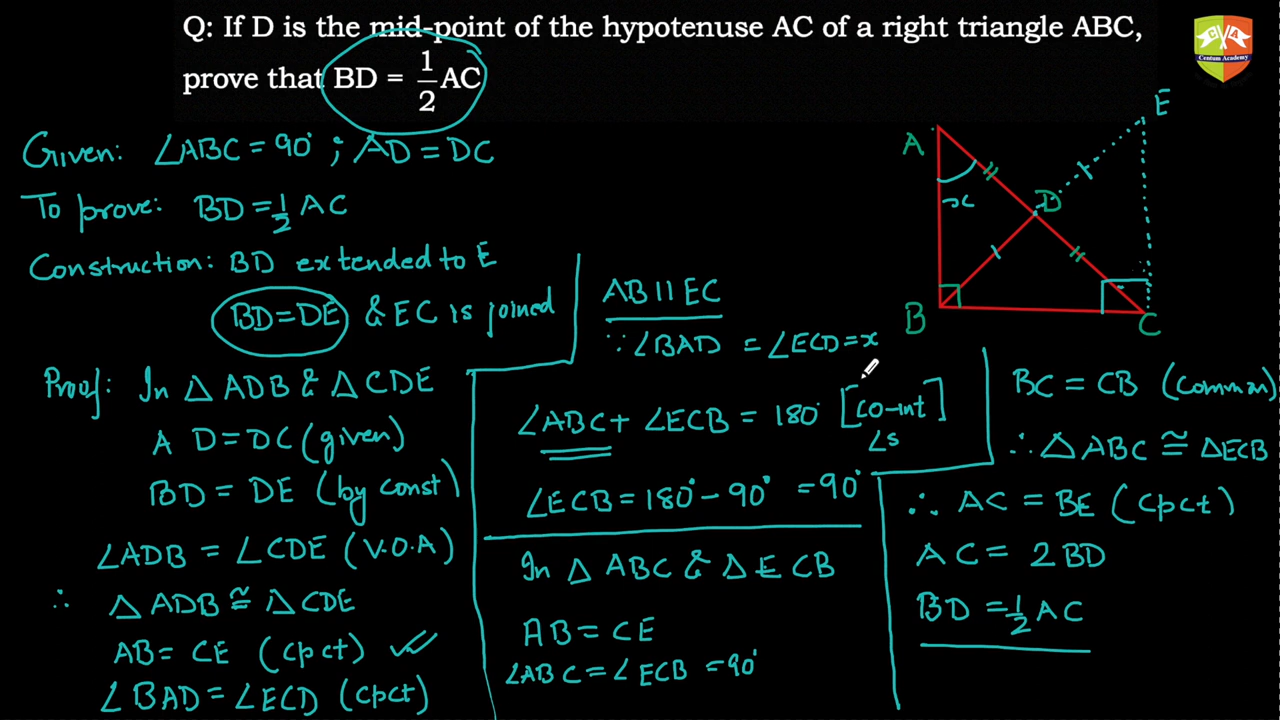 Q: If D is the mid-point of the hypotenuse AC of a right triangle ABC,
prove that BD = 1/2 AC
CVA
Centum Academy
Given: ∠ABC = 90° ; AD = DC
To prove: BD = 1/2 AC
Construction: BD extended to E
BD = DE & EC is joined
Proof: In △ ADB & △ CDE
A D = DC (given)
BD = DE (by const)
∠ADB = ∠CDE (V.O.A)
∴ △ ADB ≅ △ CDE
AB = CE (cpct) ✓
∠BAD = ∠ECD (cpct)
AB || EC
∵ ∠BAD = ∠ECD = x
∠ABC + ∠ECB = 180° [co-int
∠s]
∠ECB = 180° - 90° = 90°
In △ ABC & △ ECB
AB = CE
∠ABC = ∠ECB = 90°
BC = CB (common)
∴ △ ABC ≅ △ECB
∴ AC = BE (cpct)
AC = 2BD
BD = 1/2 AC
A
x
D
E
B
C